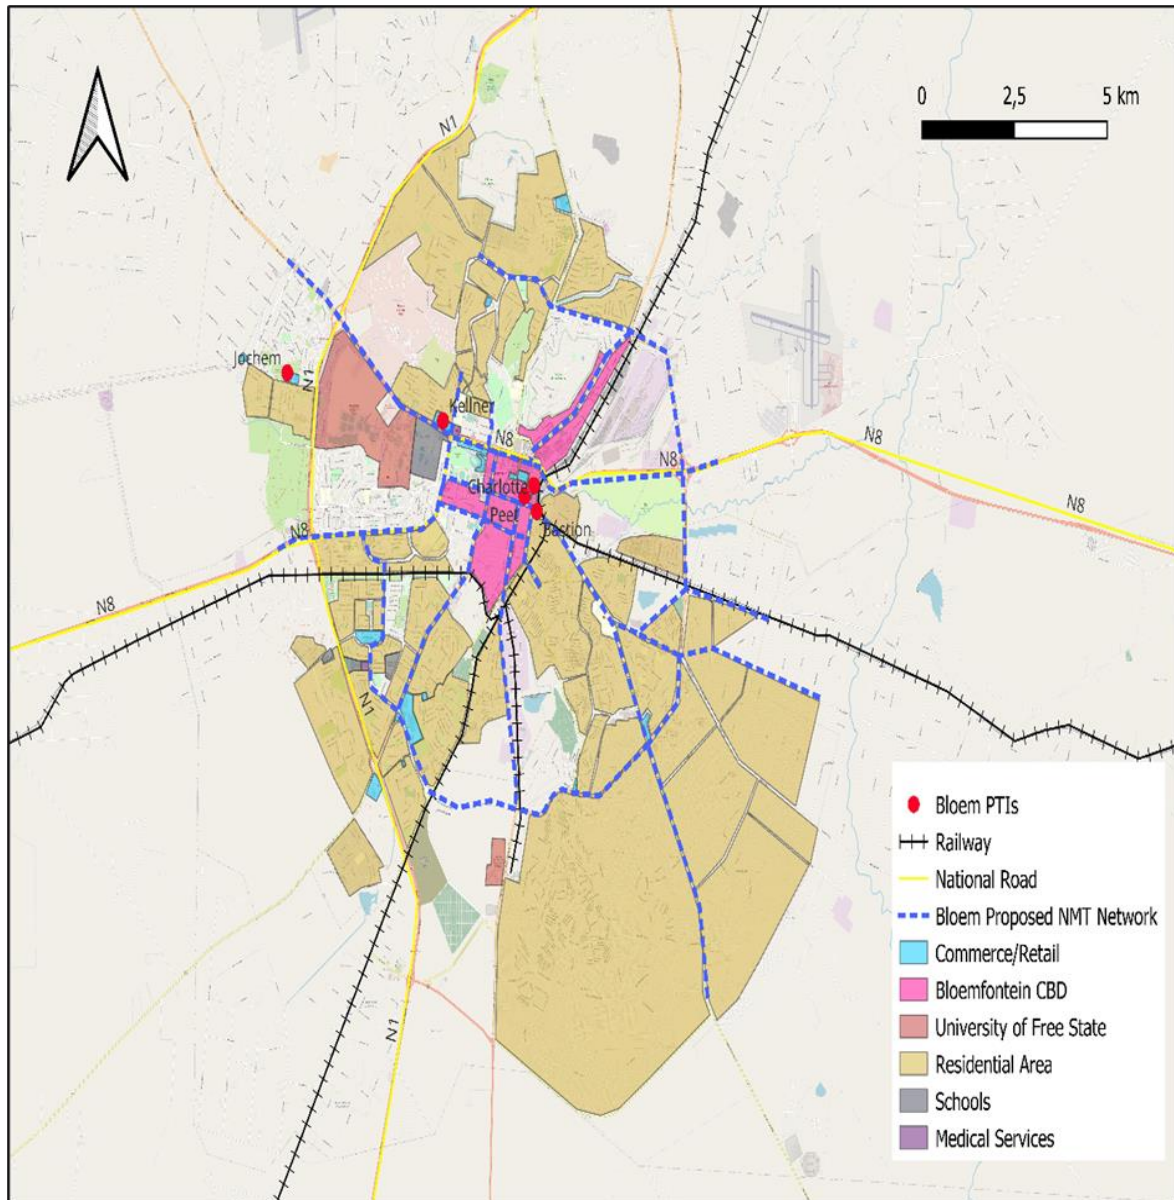 0 2,5 5 km
N1
Jochem
N1
Kellner
N8
N8
N8
Charlotte
Peet
Bastion
N8
N8
N8
N1
N1
Bloem PTIs
Railway
National Road
Bloem Proposed NMT Network
Commerce/Retail
Bloemfontein CBD
University of Free State
Residential Area
Schools
Medical Services